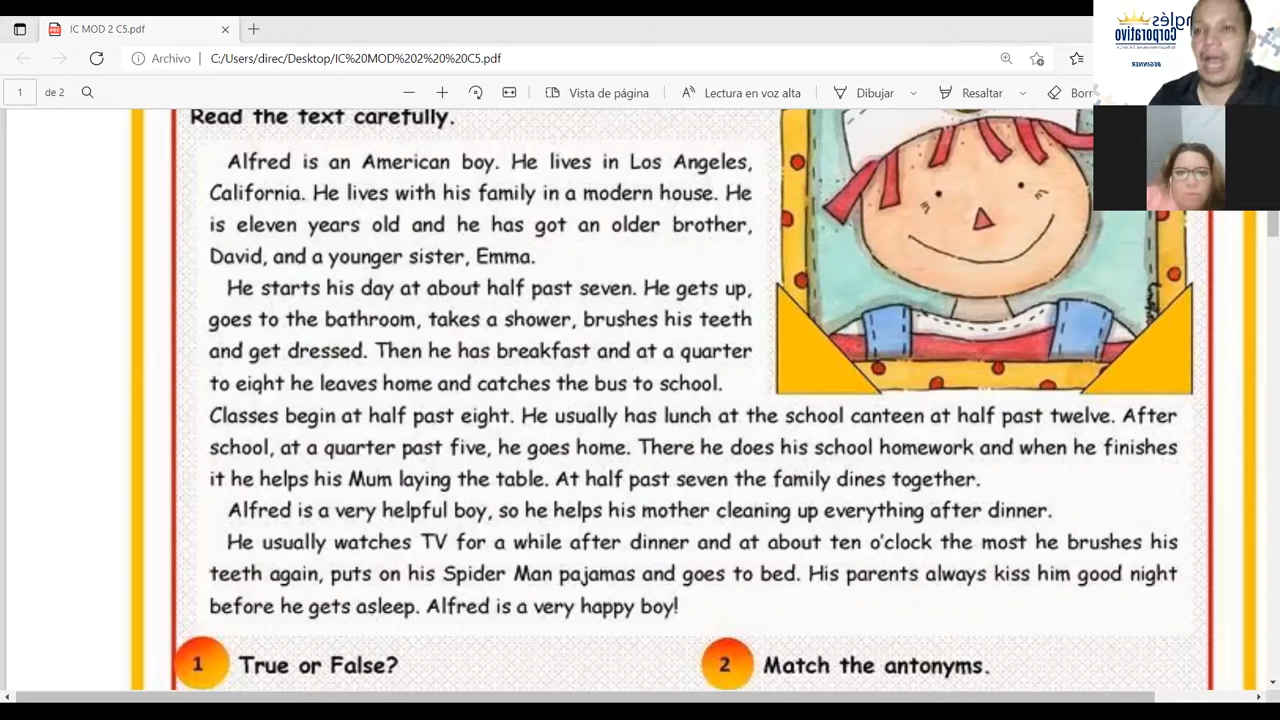 IC MOD 2 C5.pdf
Archivo
C:/Users/direc/Desktop/IC%20MOD%202%20C5.pdf
1
de 2
Vista de página
Lectura en voz alta
Dibujar
Resaltar
Borr
Inglés
Corporativo
BEGINNER
Read the text carefully.
Alfred is an American boy. He lives in Los Angeles,
California. He lives with his family in a modern house. He
is eleven years old and he has got an older brother,
David, and a younger sister, Emma.
He starts his day at about half past seven. He gets up,
goes to the bathroom, takes a shower, brushes his teeth
and get dressed. Then he has breakfast and at a quarter
to eight he leaves home and catches the bus to school.
Classes begin at half past eight. He usually has lunch at the school canteen at half past twelve. After
school, at a quarter past five, he goes home. There he does his school homework and when he finishes
it he helps his Mum laying the table. At half past seven the family dines together.
Alfred is a very helpful boy, so he helps his mother cleaning up everything after dinner.
He usually watches TV for a while after dinner and at about ten o'clock the most he brushes his
teeth again, puts on his Spider Man pajamas and goes to bed. His parents always kiss him good night
before he gets asleep. Alfred is a very happy boy!
1 True or False?
2 Match the antonyms.